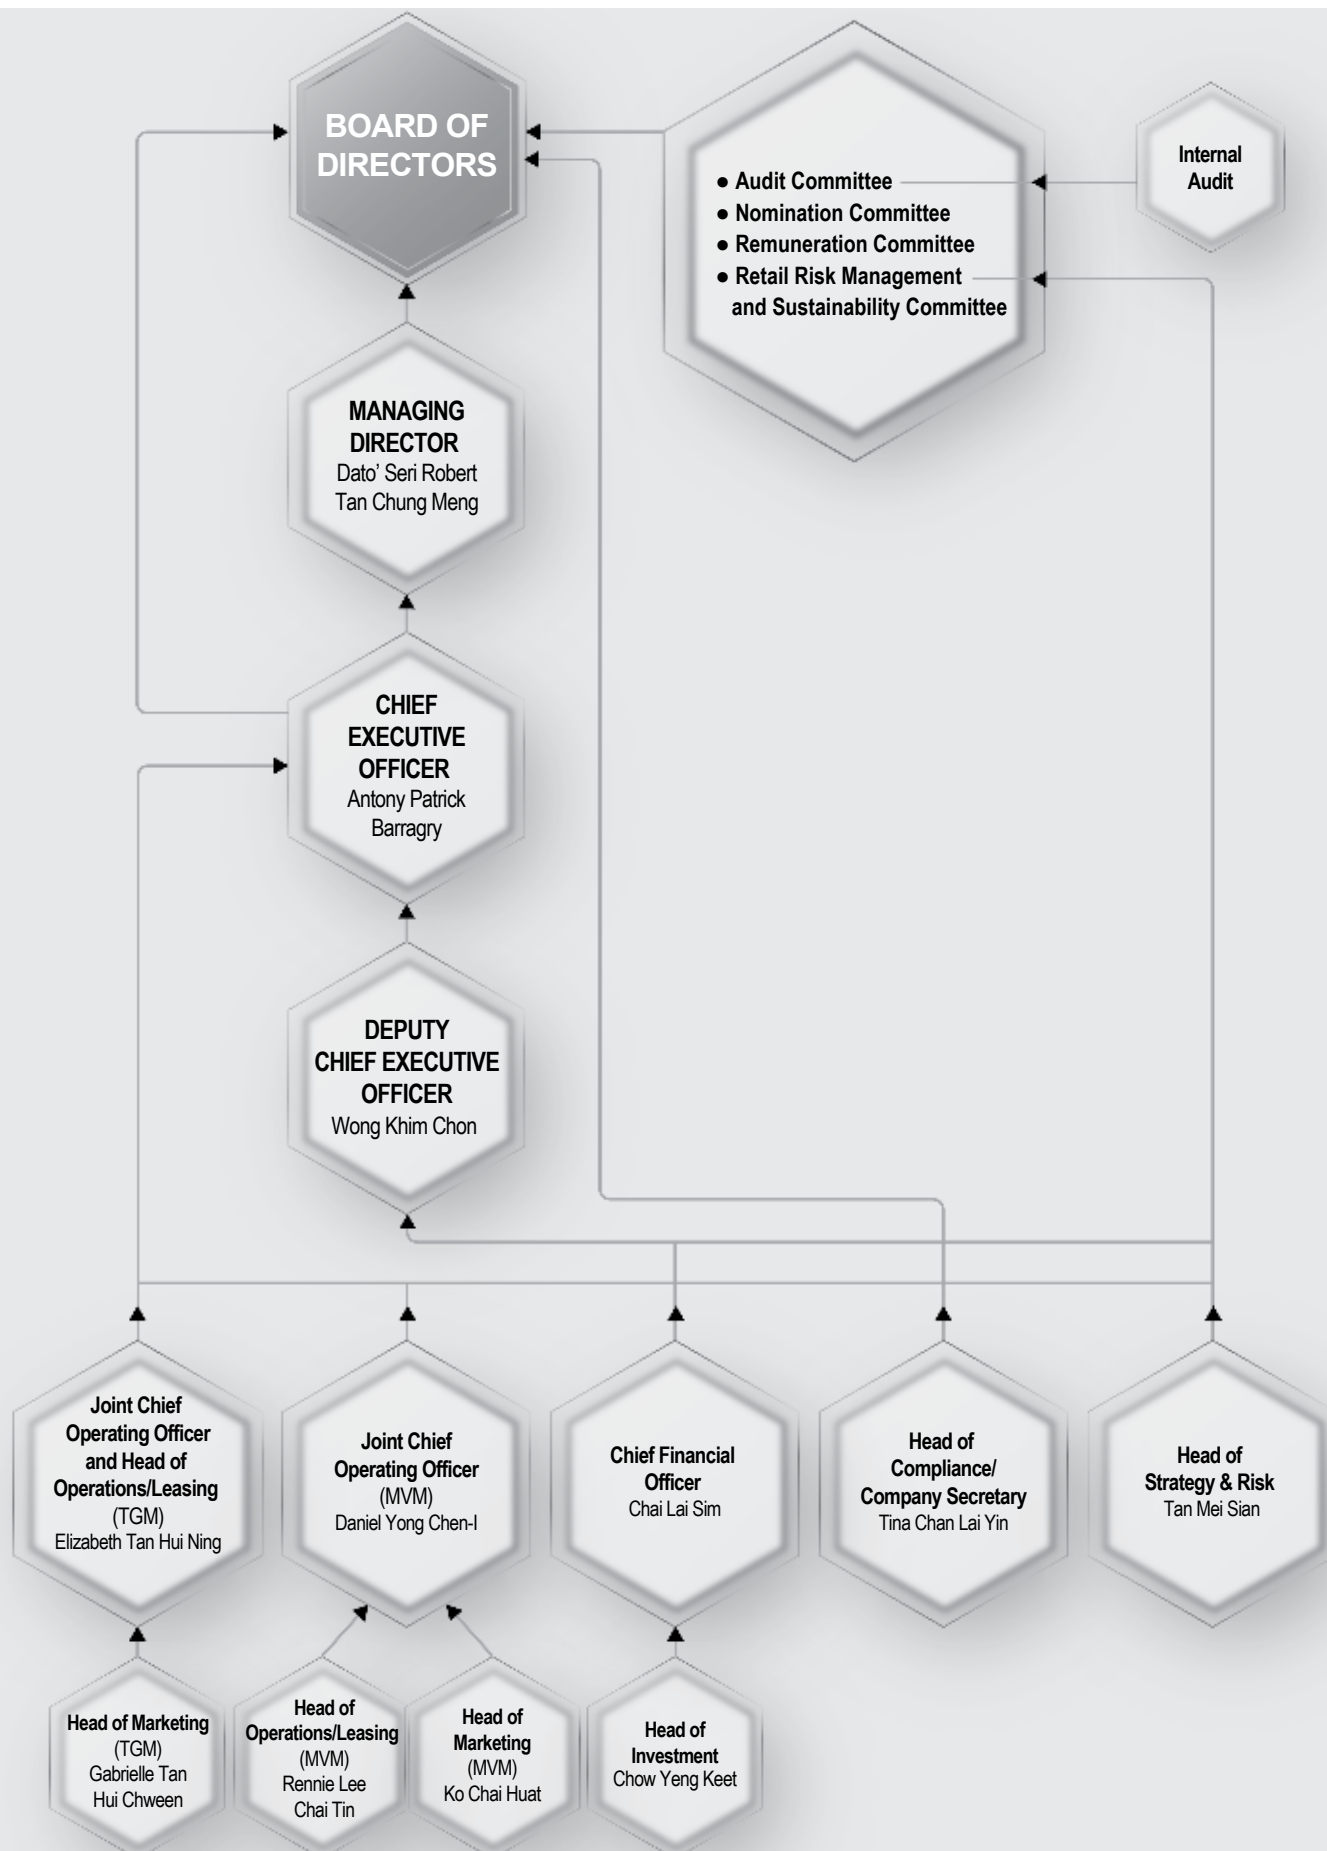 BOARD OF
DIRECTORS
● Audit Committee
● Nomination Committee
● Remuneration Committee
● Retail Risk Management
and Sustainability Committee
Internal
Audit
MANAGING
DIRECTOR
Dato’ Seri Robert
Tan Chung Meng
CHIEF
EXECUTIVE
OFFICER
Antony Patrick
Barragry
DEPUTY
CHIEF EXECUTIVE
OFFICER
Wong Khim Chon
Joint Chief
Operating Officer
and Head of
Operations/Leasing
(TGM)
Elizabeth Tan Hui Ning
Joint Chief
Operating Officer
(MVM)
Daniel Yong Chen-I
Chief Financial
Officer
Chai Lai Sim
Head of
Compliance/
Company Secretary
Tina Chan Lai Yin
Head of
Strategy & Risk
Tan Mei Sian
Head of Marketing
(TGM)
Gabrielle Tan
Hui Chween
Head of
Operations/Leasing
(MVM)
Rennie Lee
Chai Tin
Head of
Marketing
(MVM)
Ko Chai Huat
Head of
Investment
Chow Yeng Keet